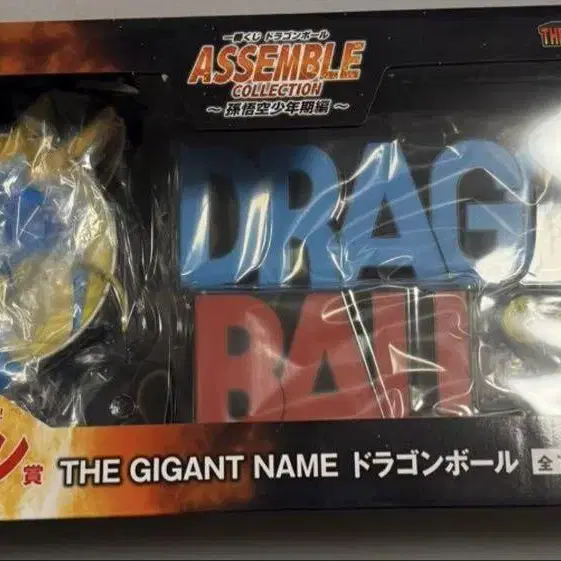 一番くじ ドラゴンボール
ASSEMBLE
COLLECTION
～ 孫悟空少年期編 ～
DRAG
BALL
賞
THE GIGANT NAME ドラゴンボール
全